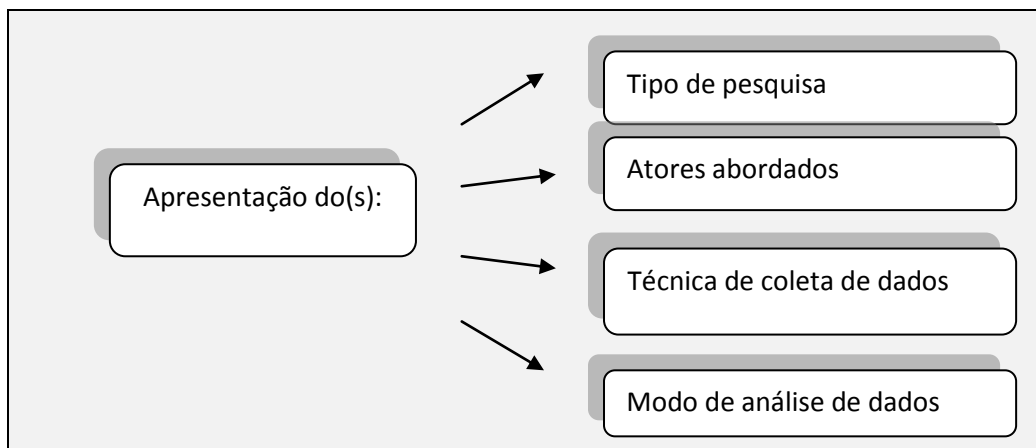 Apresentação do(s):
Tipo de pesquisa
Atores abordados
Técnica de coleta de dados
Modo de análise de dados